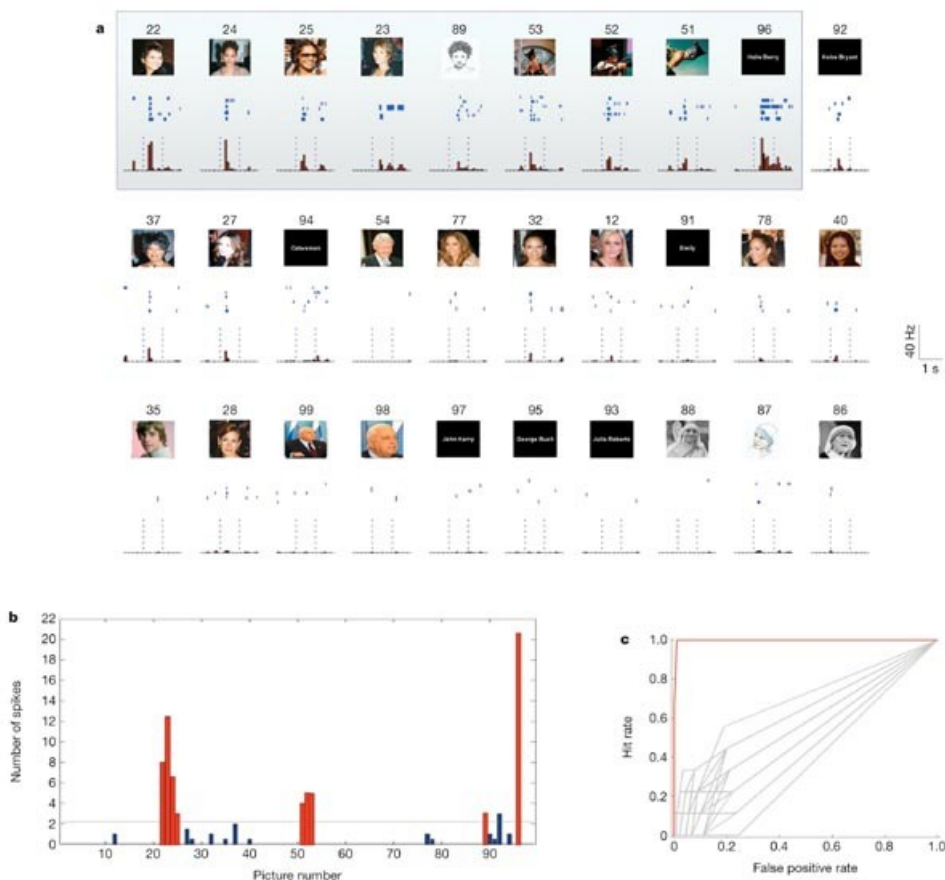 a
22 24 25 23 89 53 52 51 96 92
Halle Berry Kobe Bryant
37 27 94 54 77 32 12 91 78 40
Catwoman Emily
40 Hz
1 s
35 28 99 98 97 95 93 88 87 86
John Kerry George Bush Julia Roberts
b
22
20
18
16
14
12
10
8
6
4
2
0
Number of spikes
10 20 30 40 50 60 70 80 90
Picture number
c
1.0
0.8
0.6
0.4
0.2
0
Hit rate
0 0.2 0.4 0.6 0.8 1.0
False positive rate